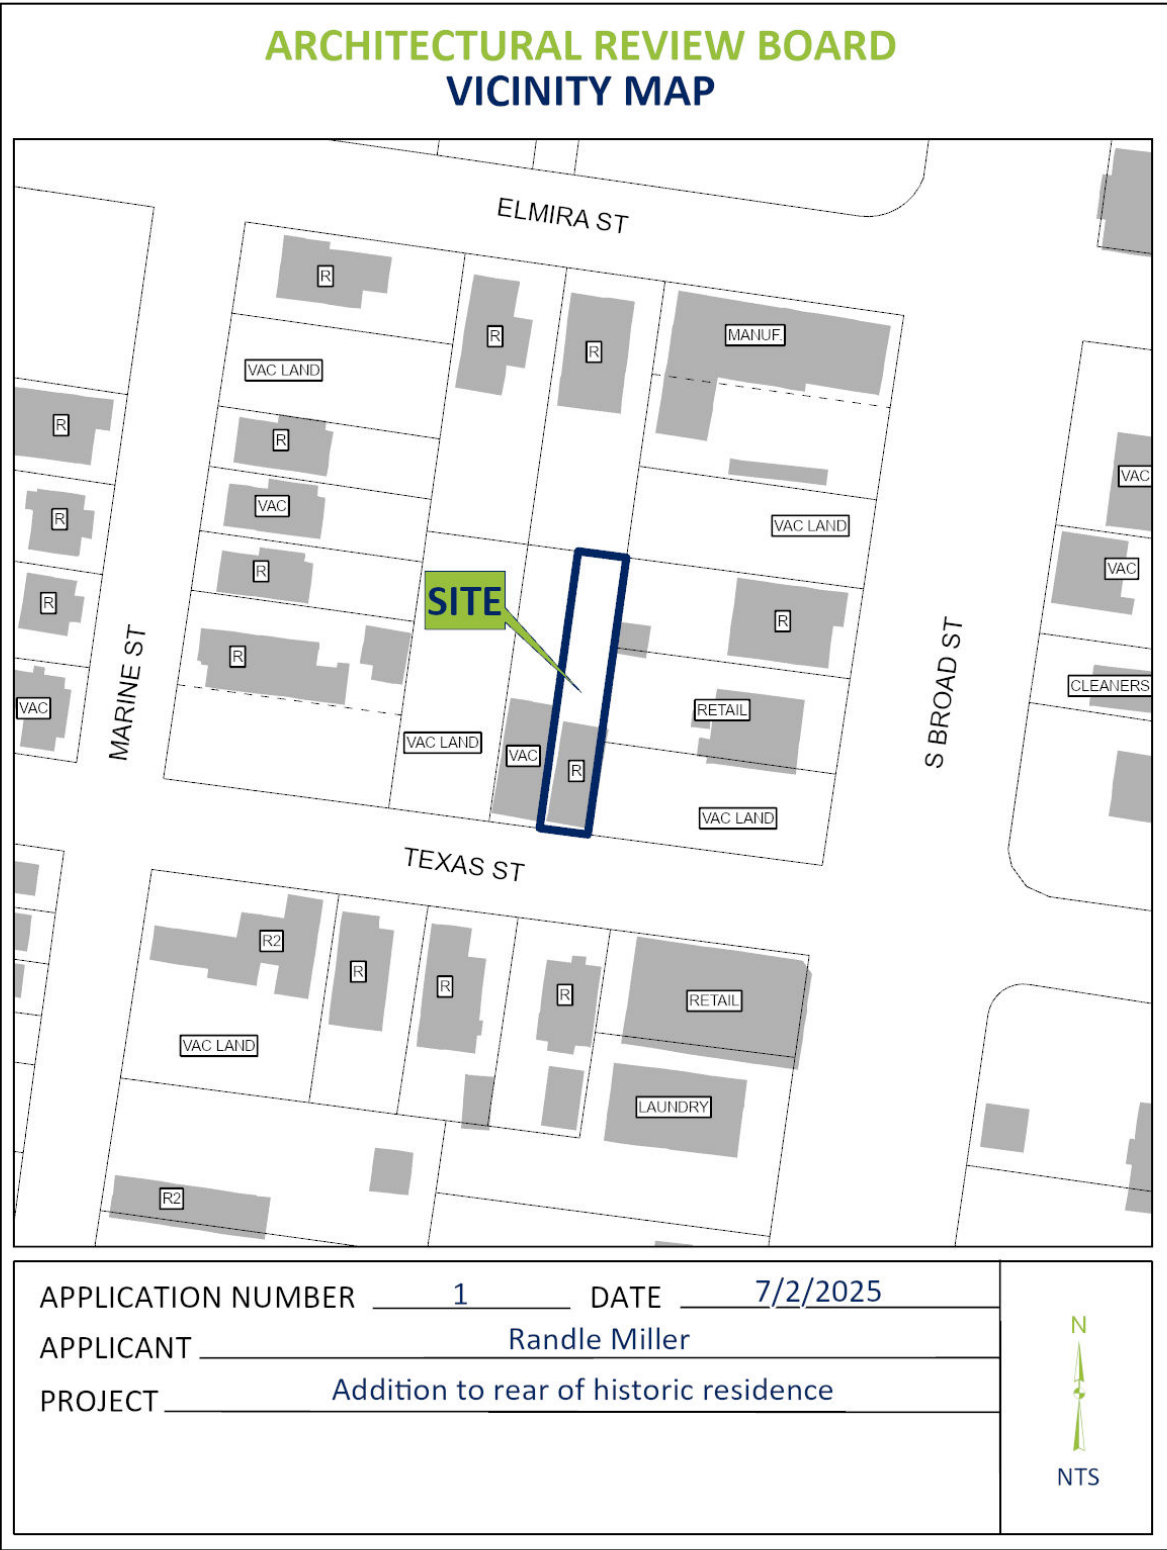 ARCHITECTURAL REVIEW BOARD
VICINITY MAP
ELMIRA ST
R
R
R
MANUF.
VAC LAND
R
R
VAC
VAC
VAC LAND
R
R
VAC
R
SITE
R
R
R
MARINE ST
S BROAD ST
CLEANERS
VAC
RETAIL
VAC LAND
VAC
R
VAC LAND
TEXAS ST
R2
R
R
R
RETAIL
VAC LAND
LAUNDRY
R2
APPLICATION NUMBER 1 DATE 7/2/2025
APPLICANT Randle Miller
PROJECT Addition to rear of historic residence
N
NTS